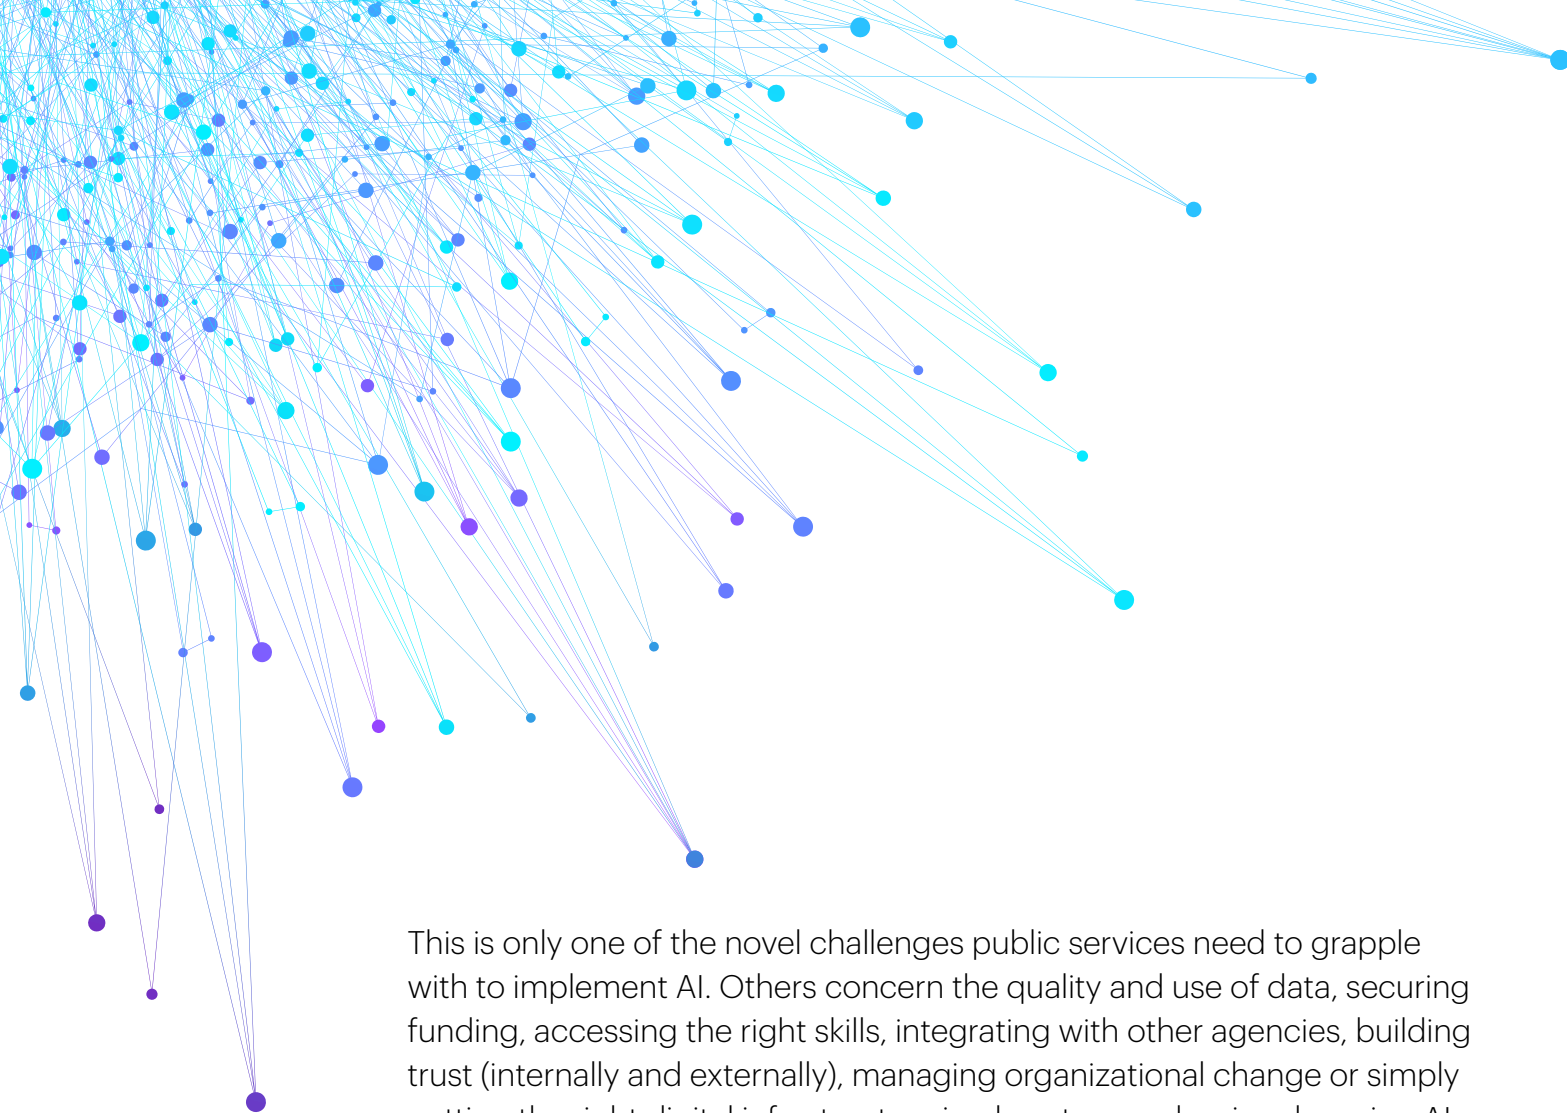 This is only one of the novel challenges public services need to grapple
with to implement AI. Others concern the quality and use of data, securing
funding, accessing the right skills, integrating with other agencies, building
trust (internally and externally), managing organizational change or simply